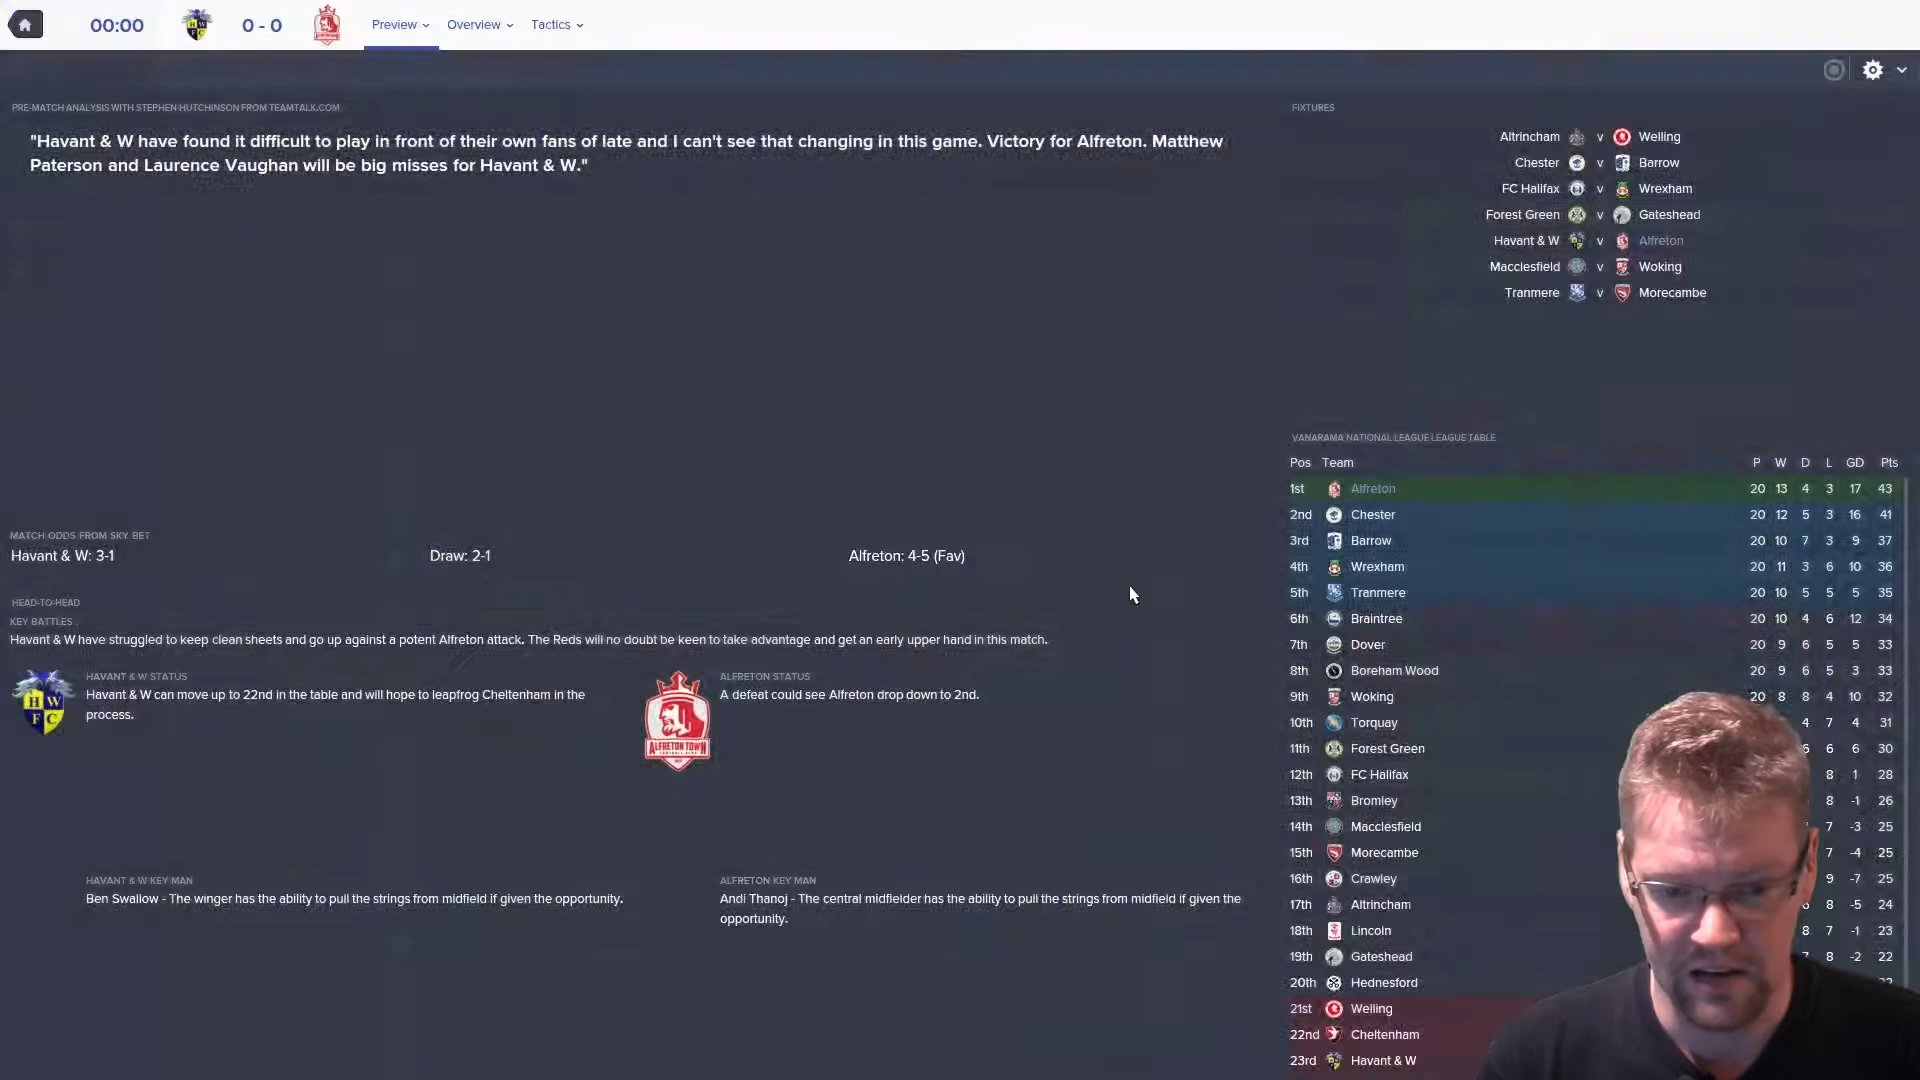 00:00
0 - 0
Preview
Overview
Tactics
PRE-MATCH ANALYSIS WITH STEPHEN HUTCHINSON FROM TEAMTALK.COM
"Havant & W have found it difficult to play in front of their own fans of late and I can't see that changing in this game. Victory for Alfreton. Matthew
Paterson and Laurence Vaughan will be big misses for Havant & W."
FIXTURES
Altrincham v Welling
Chester v Barrow
FC Halifax v Wrexham
Forest Green v Gateshead
Havant & W v Alfreton
Macclesfield v Woking
Tranmere v Morecambe
MATCH ODDS FROM SKY BET
Havant & W: 3-1
Draw: 2-1
Alfreton: 4-5 (Fav)
HEAD-TO-HEAD
KEY BATTLES
Havant & W have struggled to keep clean sheets and go up against a potent Alfreton attack. The Reds will no doubt be keen to take advantage and get an early upper hand in this match.
HAVANT & W STATUS
Havant & W can move up to 22nd in the table and will hope to leapfrog Cheltenham in the
process.
HWFC
ALFRETON STATUS
A defeat could see Alfreton drop down to 2nd.
ALFRETON TOWN
HAVANT & W KEY MAN
Ben Swallow - The winger has the ability to pull the strings from midfield if given the opportunity.
ALFRETON KEY MAN
Andi Thanoj - The central midfielder has the ability to pull the strings from midfield if given the
opportunity.
VANARAMA NATIONAL LEAGUE LEAGUE TABLE
Pos Team P W D L GD Pts
1st Alfreton 20 13 4 3 17 43
2nd Chester 20 12 5 3 16 41
3rd Barrow 20 10 7 3 9 37
4th Wrexham 20 11 3 6 10 36
5th Tranmere 20 10 5 5 5 35
6th Braintree 20 10 4 6 12 34
7th Dover 20 9 6 5 5 33
8th Boreham Wood 20 9 6 5 3 33
9th Woking 20 8 8 4 10 32
10th Torquay 4 7 4 31
11th Forest Green 6 6 30
12th FC Halifax 8 1 28
13th Bromley 8 -1 26
14th Macclesfield 7 -3 25
15th Morecambe 7 -4 25
16th Crawley 9 -7 25
17th Altrincham 8 -5 24
18th Lincoln 8 7 -1 23
19th Gateshead 8 -2 22
20th Hednesford
21st Welling
22nd Cheltenham
23rd Havant & W